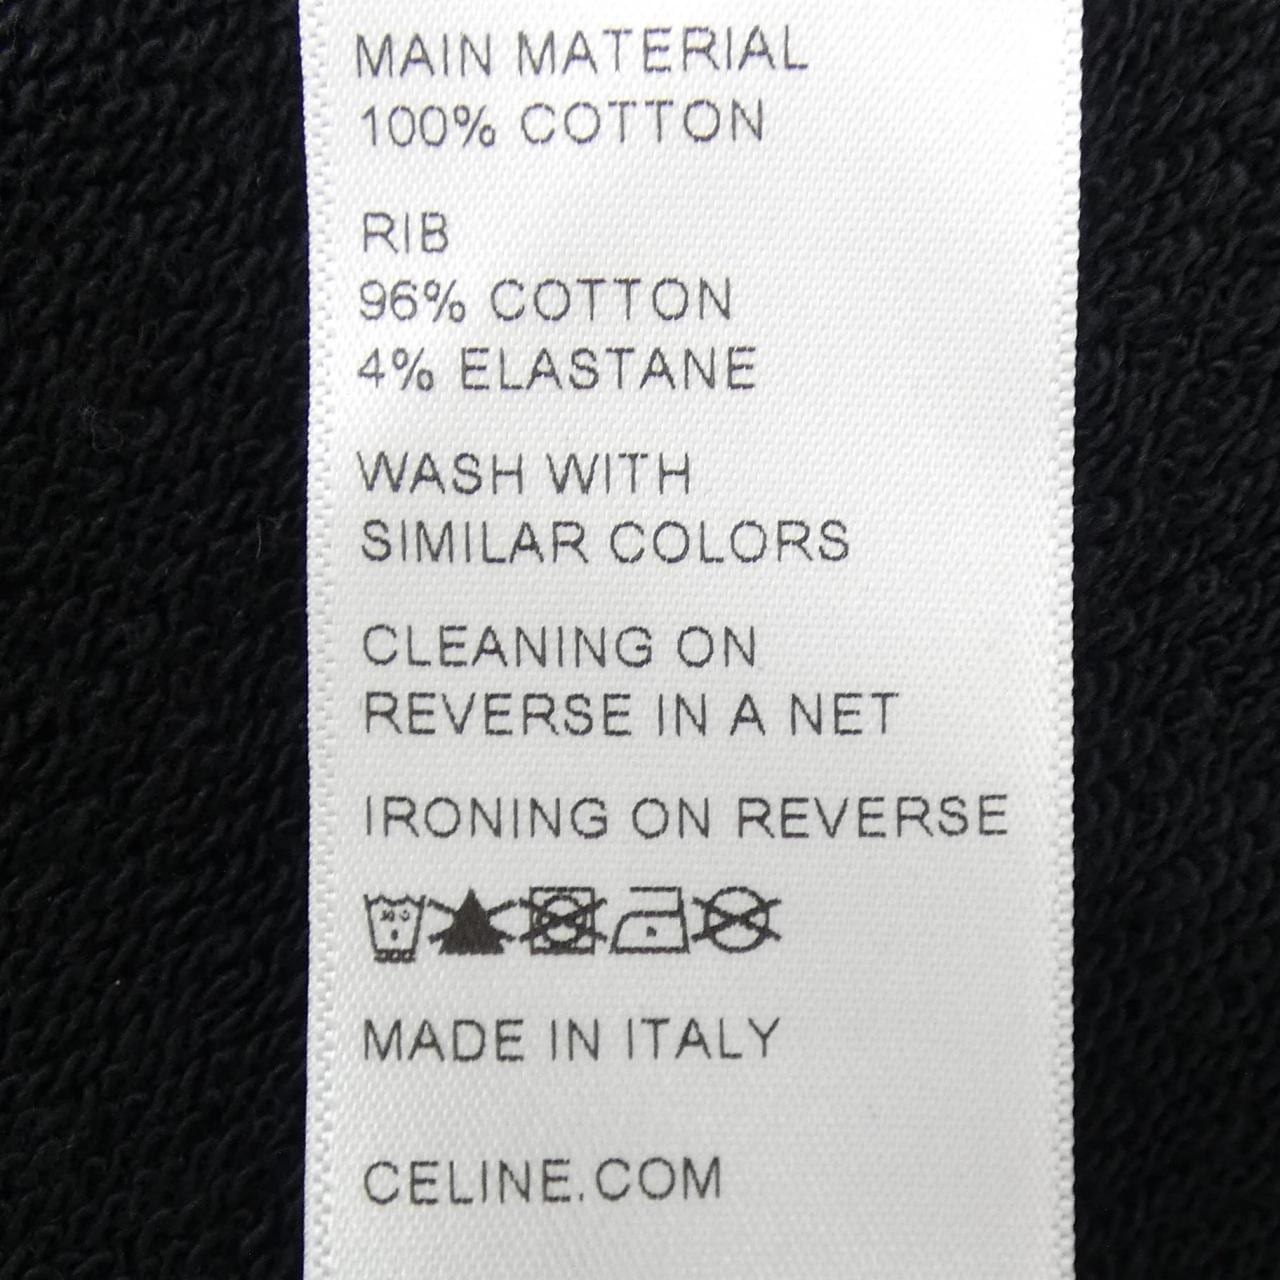 MAIN MATERIAL
100% COTTON
RIB
96% COTTON
4% ELASTANE
WASH WITH
SIMILAR COLORS
CLEANING ON
REVERSE IN A NET
IRONING ON REVERSE
30
MADE IN ITALY
CELINE.COM